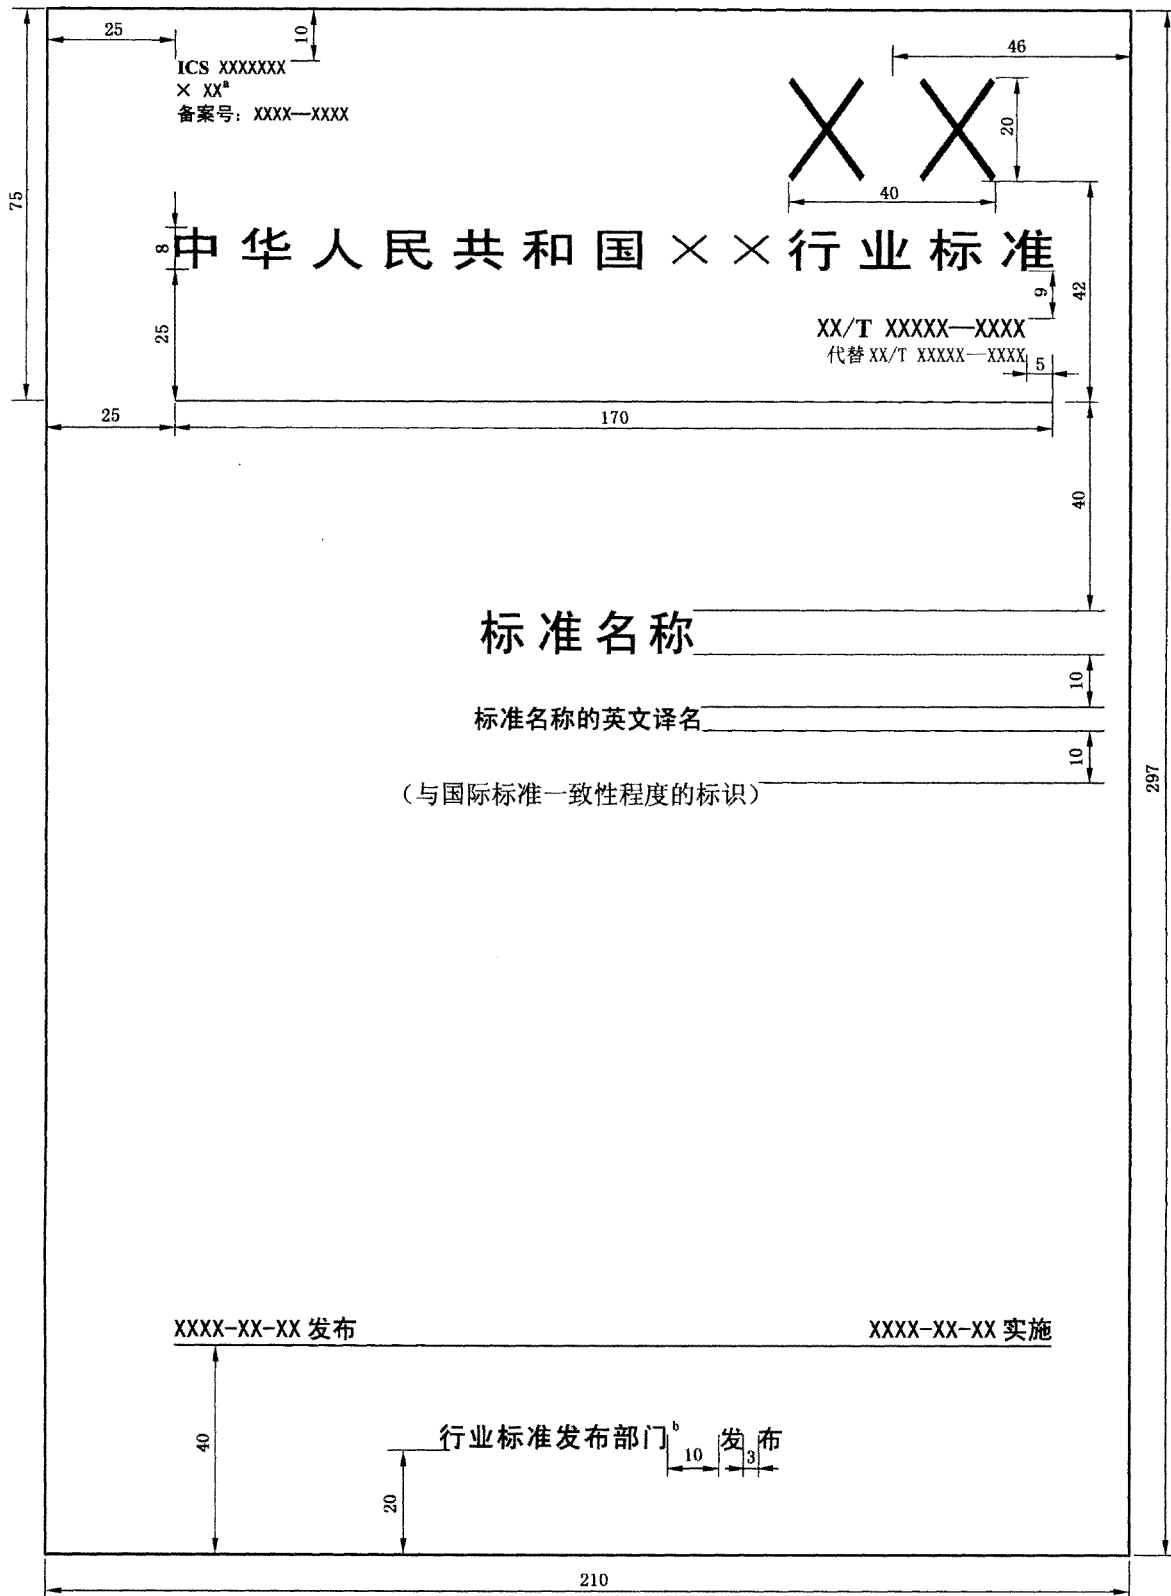 25
10
46
ICS XXXXXXX
× XXᵃ
备案号：XXXX—XXXX
X X
20
40
75
8
中华人民共和国××行业标准
9
42
25
XX/T XXXXX—XXXX
代替 XX/T XXXXX—XXXX
5
25
170
40
标准名称
10
标准名称的英文译名
10
297
（与国际标准一致性程度的标识）
XXXX-XX-XX 发布
XXXX-XX-XX 实施
40
行业标准发布部门ᵇ 10 发 3 布
20
210